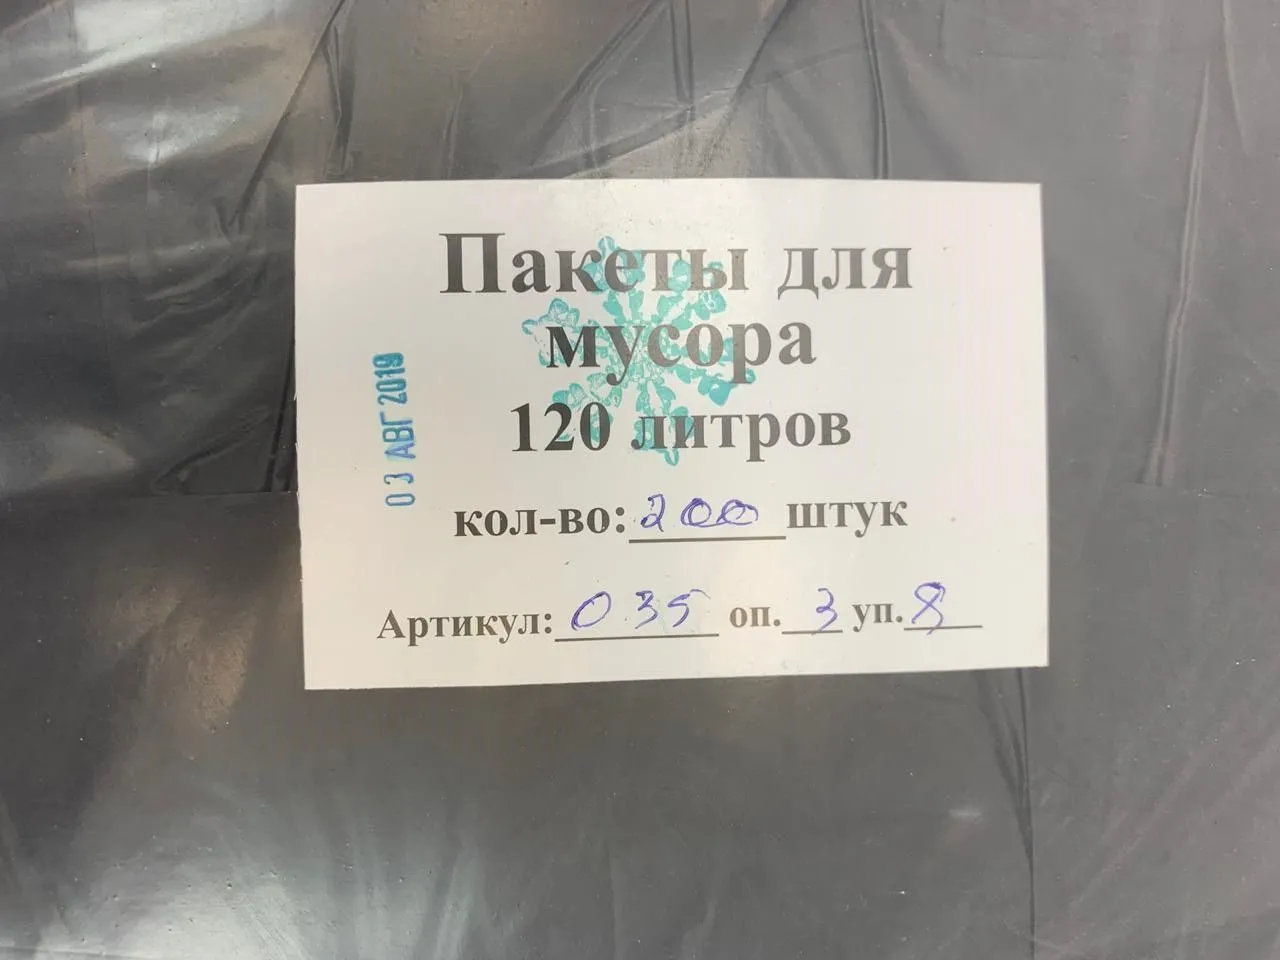 Пакеты для
мусора
120 литров
03 АВГ 2019
кол-во: 200 штук
Артикул: 035 оп. 3 уп. 8